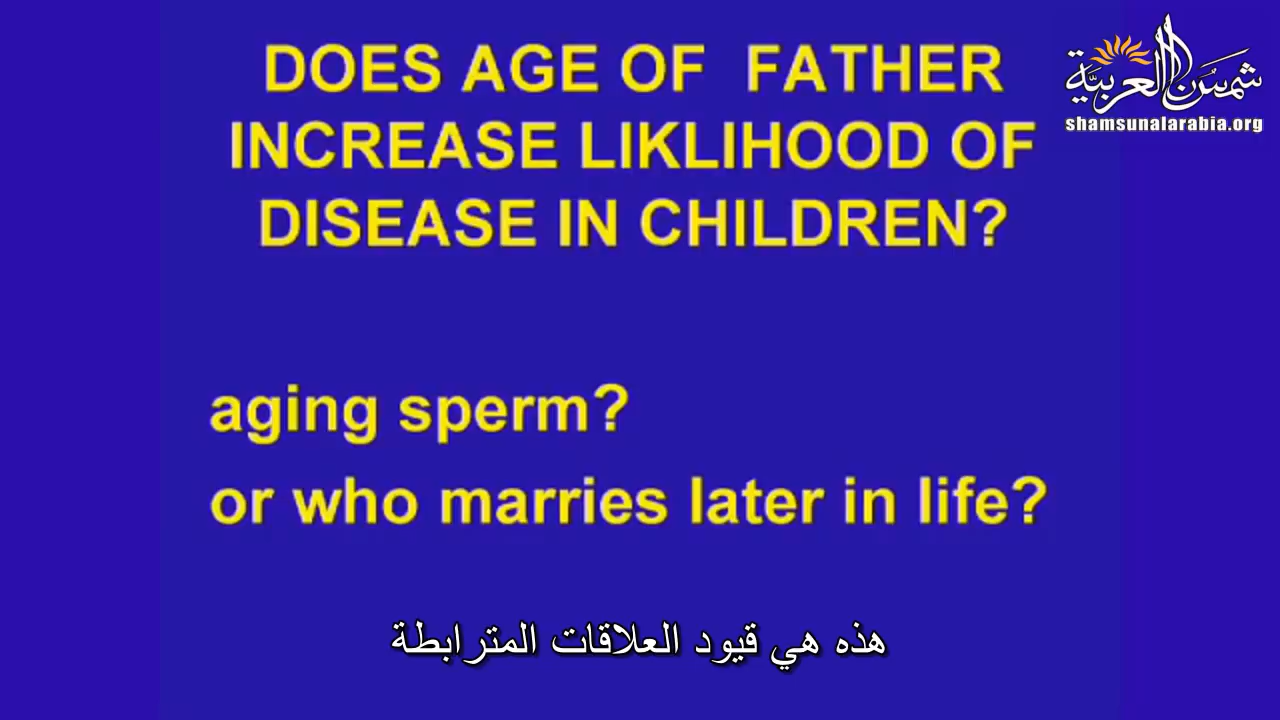 DOES AGE OF FATHER
INCREASE LIKLIHOOD OF
DISEASE IN CHILDREN?
شمسُ العربيَّة
shamsunalarabia.org
aging sperm?
or who marries later in life?
هذه هي قيود العلاقات المترابطة